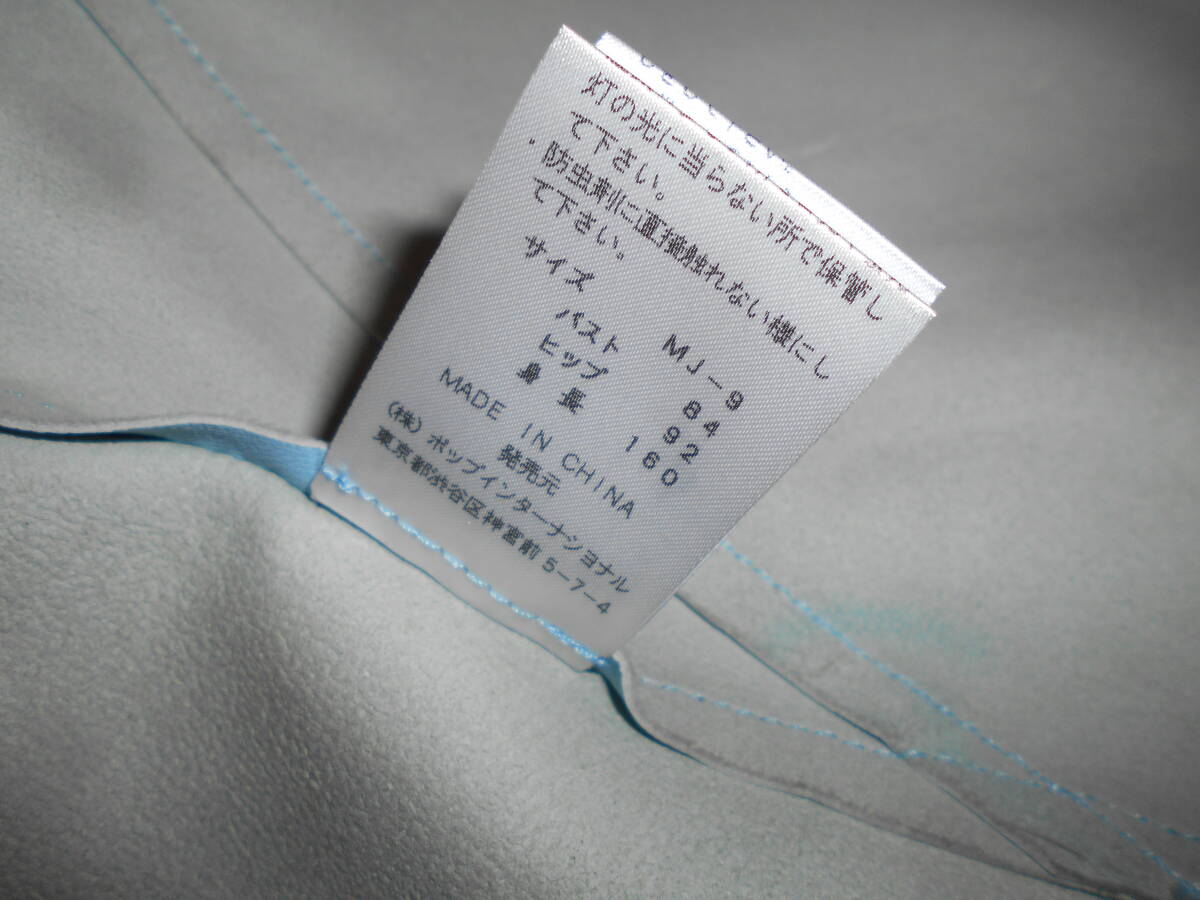 灯の光に当らない所で保管し
て下さい。
・防虫剤に直接触れない様にし
て下さい。
サイズ MJ-9
バスト 84
ヒップ 92
身長 160
MADE IN CHINA
発売元
(株)ポップインターナショナル
東京都渋谷区神宮前5-7-4